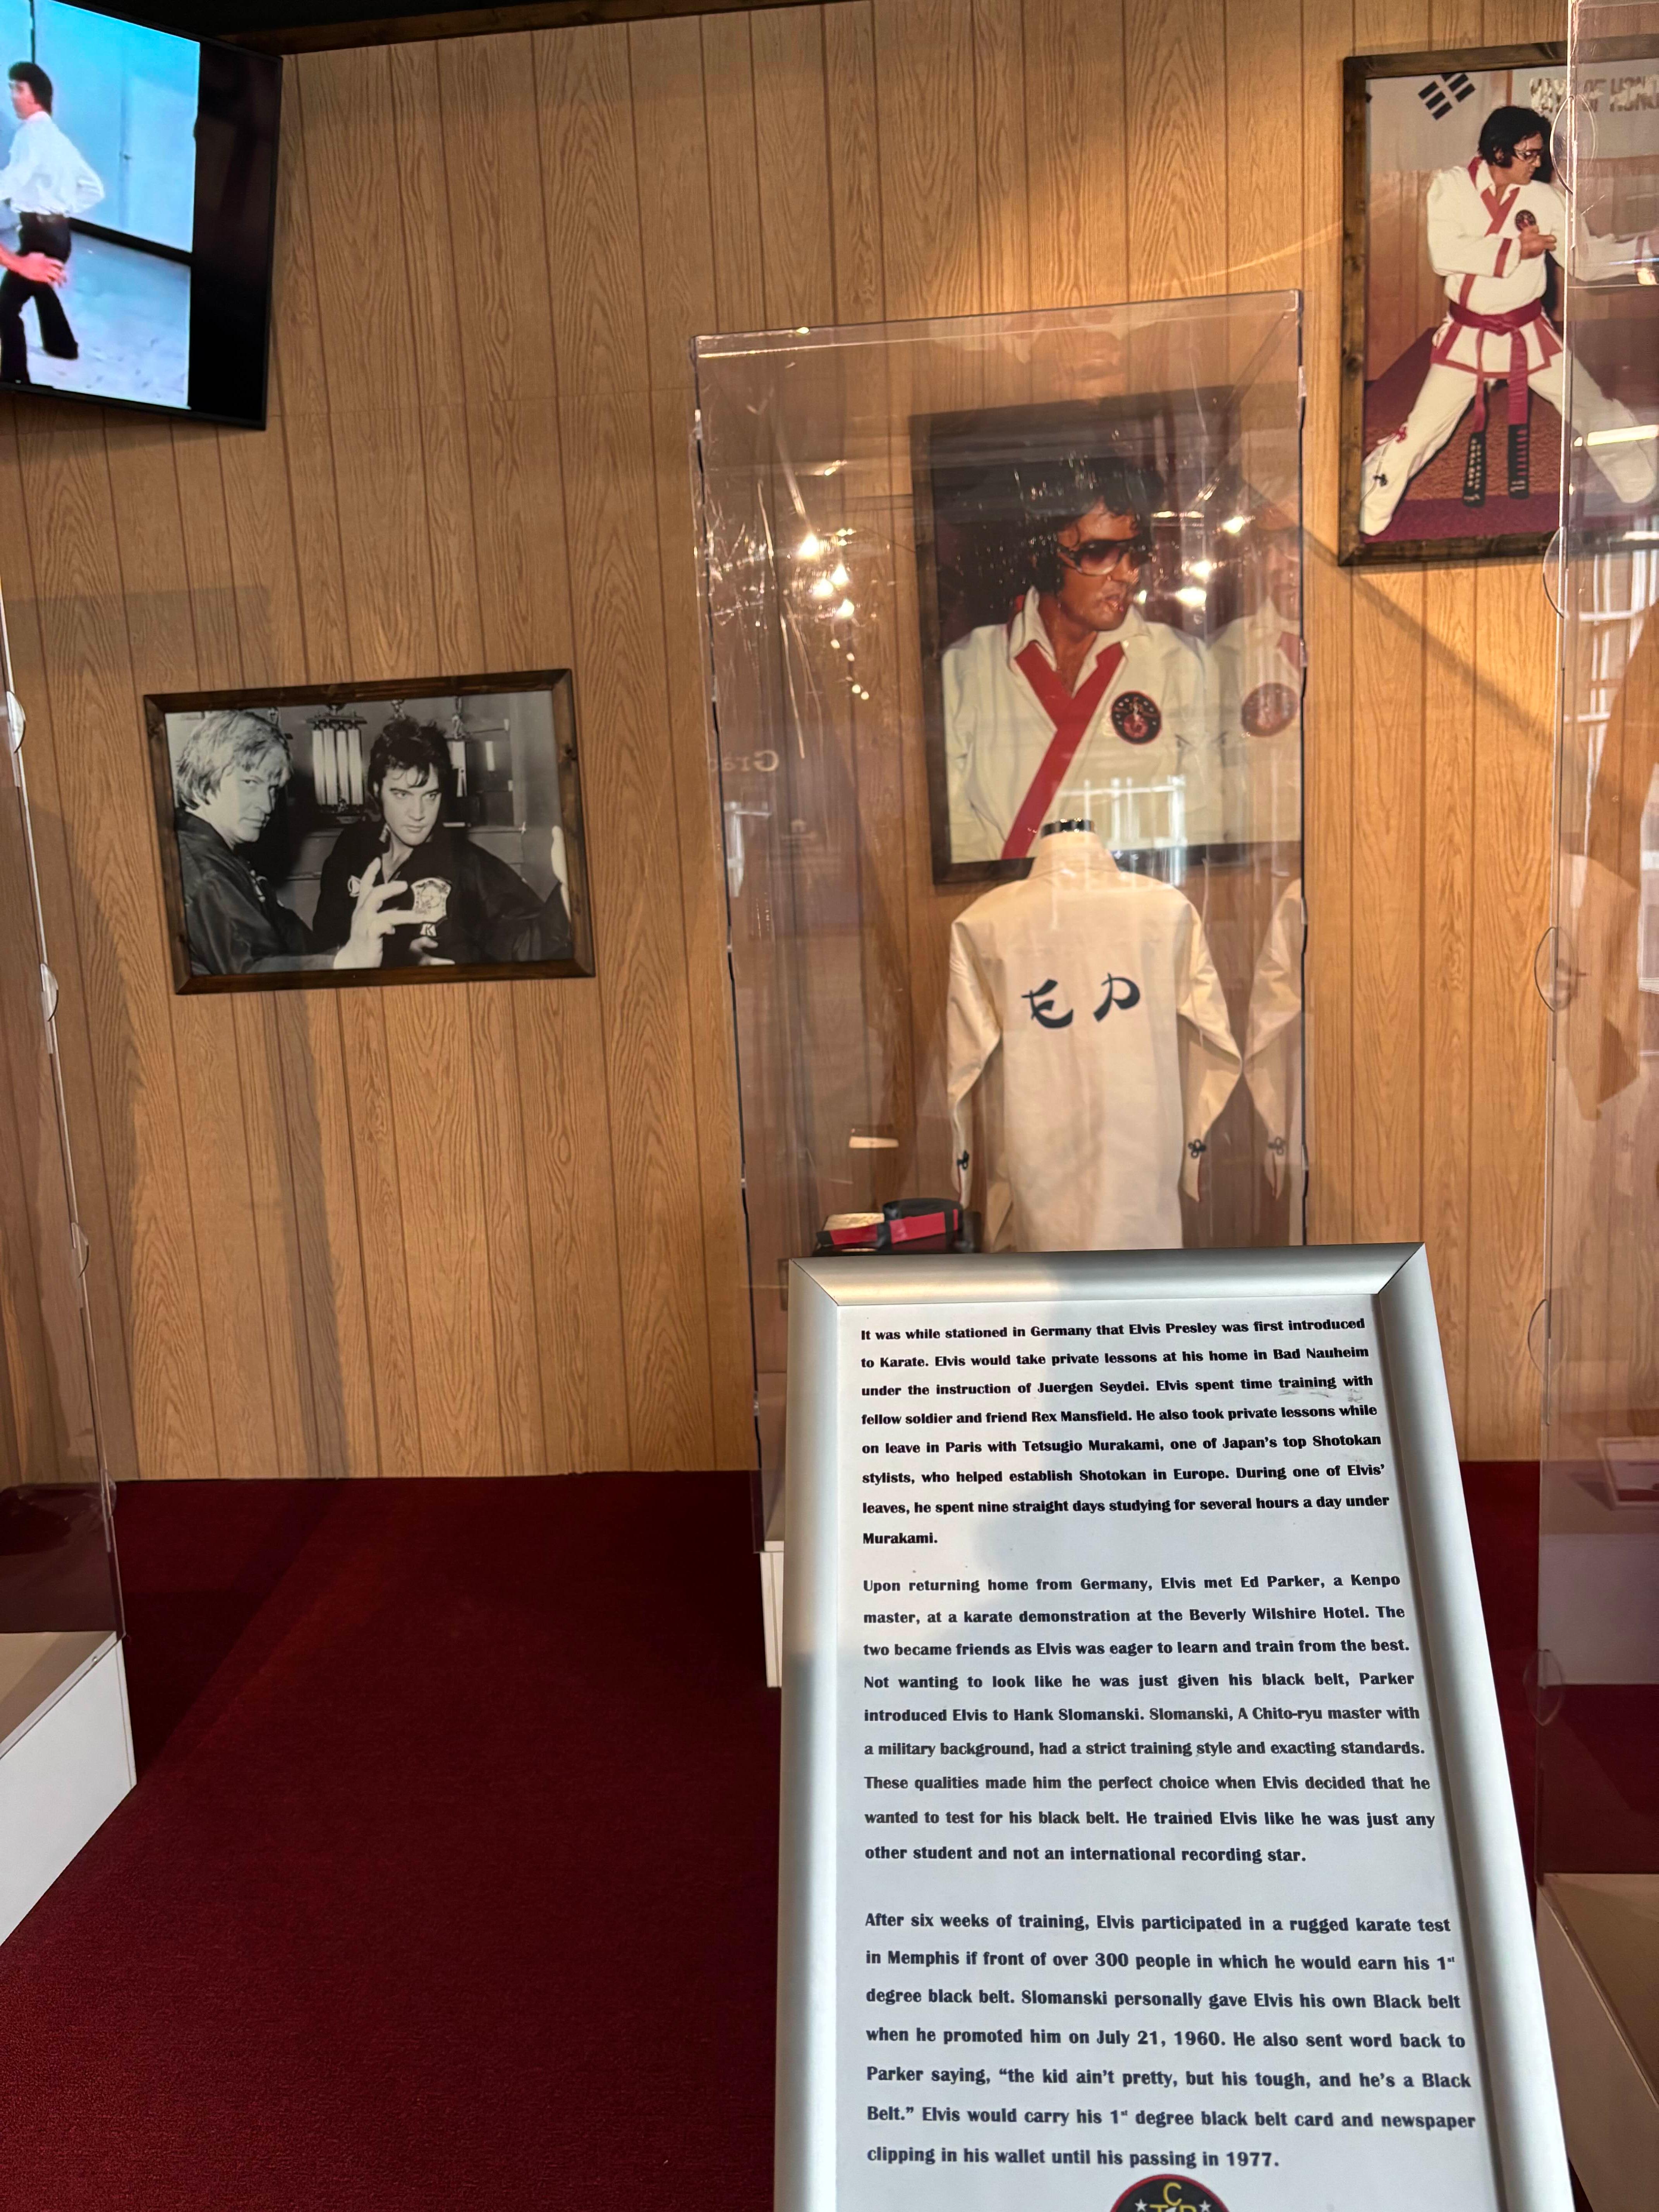 OF HONO
Grac
E P
It was while stationed in Germany that Elvis Presley was first introduced
to Karate. Elvis would take private lessons at his home in Bad Nauheim
under the instruction of Juergen Seydei. Elvis spent time training with
fellow soldier and friend Rex Mansfield. He also took private lessons while
on leave in Paris with Tetsugio Murakami, one of Japan's top Shotokan
stylists, who helped establish Shotokan in Europe. During one of Elvis'
leaves, he spent nine straight days studying for several hours a day under
Murakami.
Upon returning home from Germany, Elvis met Ed Parker, a Kenpo
master, at a karate demonstration at the Beverly Wilshire Hotel. The
two became friends as Elvis was eager to learn and train from the best.
Not wanting to look like he was just given his black belt, Parker
introduced Elvis to Hank Slomanski. Slomanski, A Chito-ryu master with
a military background, had a strict training style and exacting standards.
These qualities made him the perfect choice when Elvis decided that he
wanted to test for his black belt. He trained Elvis like he was just any
other student and not an international recording star.
After six weeks of training, Elvis participated in a rugged karate test
in Memphis if front of over 300 people in which he would earn his 1st
degree black belt. Slomanski personally gave Elvis his own Black belt
when he promoted him on July 21, 1960. He also sent word back to
Parker saying, “the kid ain't pretty, but his tough, and he's a Black
Belt.” Elvis would carry his 1st degree black belt card and newspaper
clipping in his wallet until his passing in 1977.
C